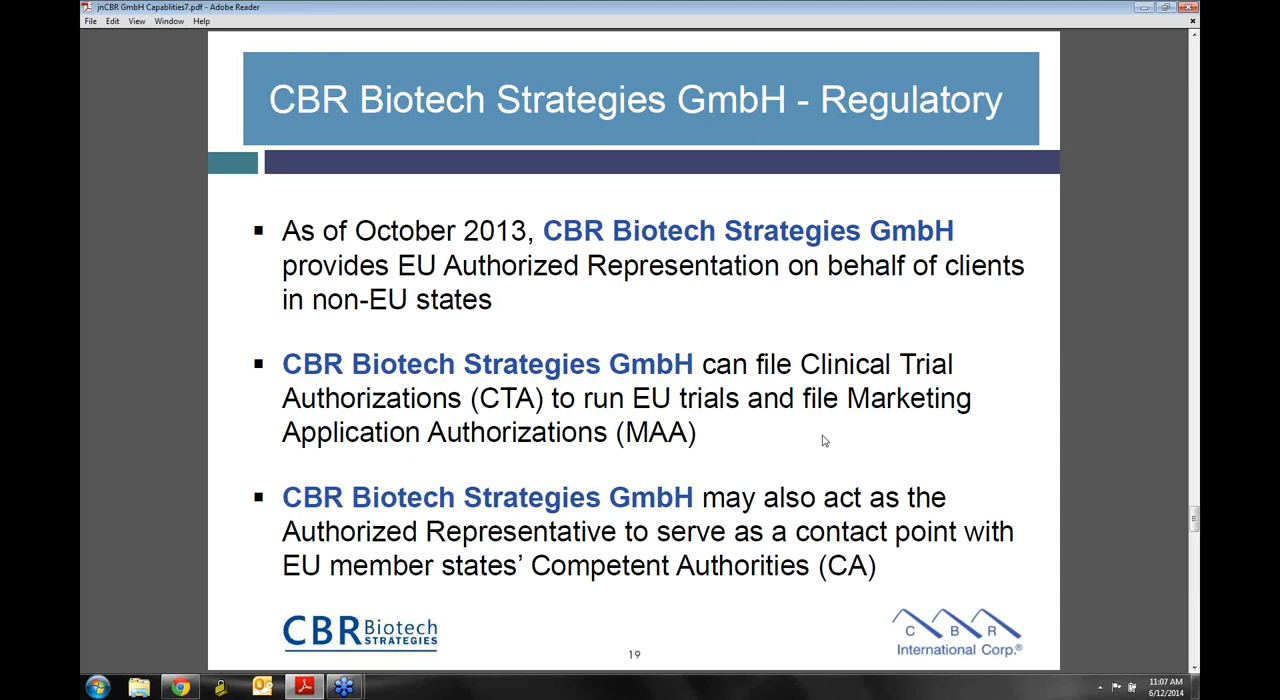 jnCBR GmbH Capablities7.pdf - Adobe Reader
File Edit View Window Help
CBR Biotech Strategies GmbH - Regulatory
▪ As of October 2013, CBR Biotech Strategies GmbH
provides EU Authorized Representation on behalf of clients
in non-EU states
▪ CBR Biotech Strategies GmbH can file Clinical Trial
Authorizations (CTA) to run EU trials and file Marketing
Application Authorizations (MAA)
▪ CBR Biotech Strategies GmbH may also act as the
Authorized Representative to serve as a contact point with
EU member states’ Competent Authorities (CA)
CBR Biotech
STRATEGIES
C B R
International Corp.®
19
11:07 AM
6/12/2014